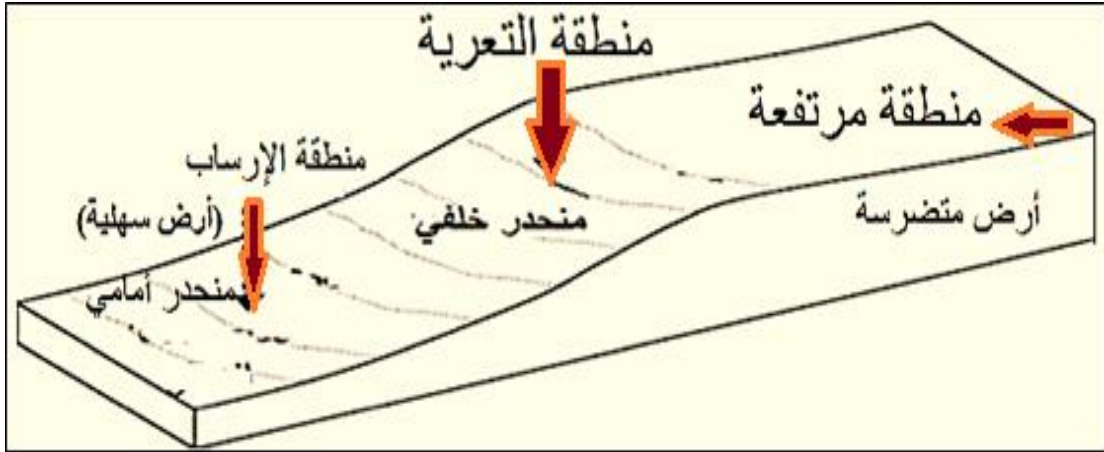 منطقة التعرية
منطقة مرتفعة
منطقة الإرساب
(أرض سهلية)
منحدر خلفي
أرض متضرسة
منحدر أمامي